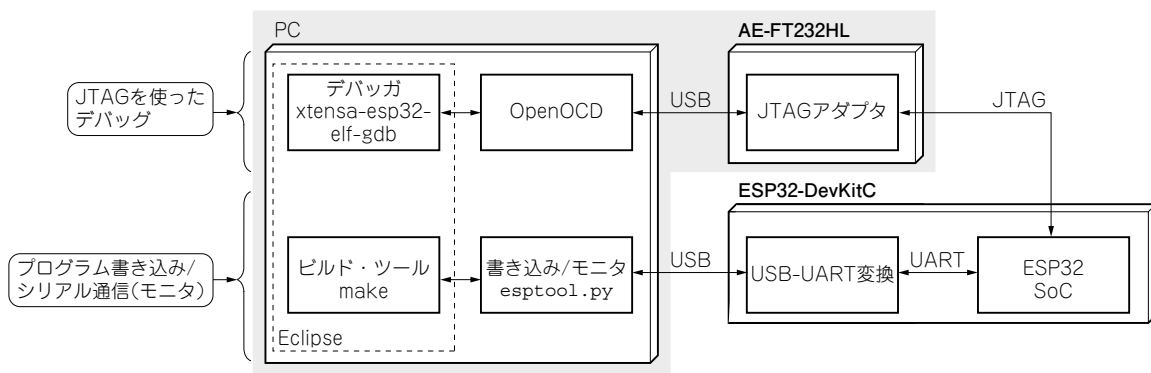 PC
AE-FT232HL
JTAGを使った
デバッグ
デバッガ
xtensa-esp32-
elf-gdb
OpenOCD
USB
JTAGアダプタ
JTAG
ESP32-DevKitC
プログラム書き込み/
シリアル通信(モニタ)
ビルド・ツール
make
書き込み/モニタ
esptool.py
USB
USB-UART変換
UART
ESP32
SoC
Eclipse